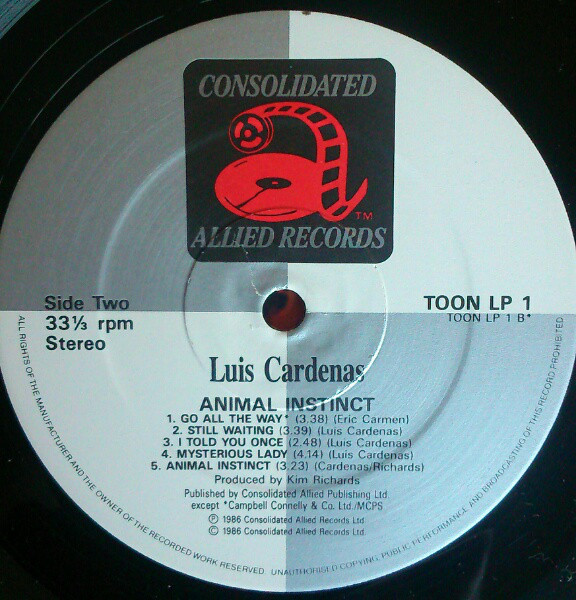 CONSOLIDATED
TM
ALLIED RECORDS
Side Two
33⅓ rpm
Stereo
TOON LP 1
TOON LP 1 B*
Luis Cardenas
ANIMAL INSTINCT
1. GO ALL THE WAY* (3.38) (Eric Carmen)
2. STILL WAITING (3.39) (Luis Cardenas)
3. I TOLD YOU ONCE (2.48) (Luis Cardenas)
4. MYSTERIOUS LADY (4.14) (Luis Cardenas)
5. ANIMAL INSTINCT (3.23) (Cardenas/Richards)
Produced by Kim Richards
Published by Consolidated Allied Publishing Ltd.
except *Campbell Connelly & Co. Ltd./MCPS
℗ 1986 Consolidated Allied Records Ltd.
© 1986 Consolidated Allied Records Ltd.
ALL RIGHTS OF THE MANUFACTURER AND THE OWNER OF THE RECORDED WORK RESERVED. UNAUTHORISED COPYING, PUBLIC PERFORMANCE AND BROADCASTING OF THIS RECORD PROHIBITED.